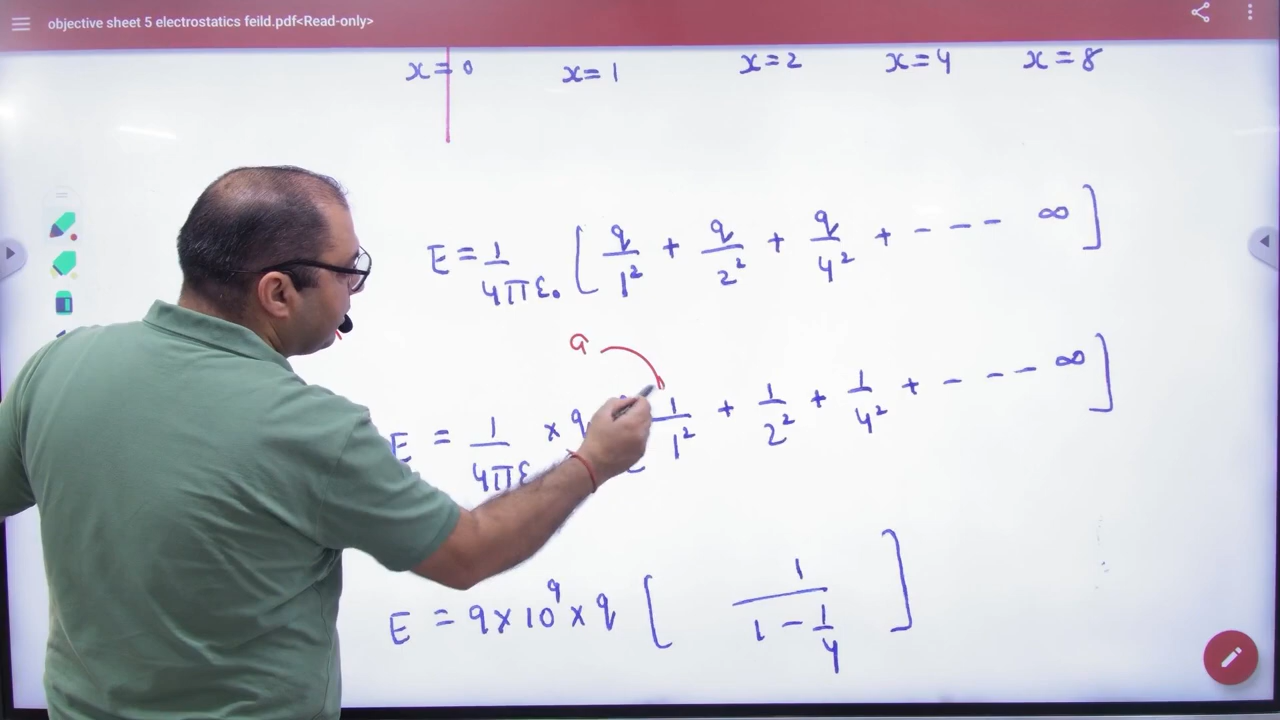 objective sheet 5 electrostatics feild.pdf<Read-only>
x=0 x=1 x=2 x=4 x=8
E = 1/4πε₀ [ q/1² + q/2² + q/4² + - - - - ∞ ]
a
E = 1/4πε × q 1/1² + 1/2² + 1/4² + - - - - ∞ ]
E = 9×10⁹ × q [ 1/(1 - 1/4) ]